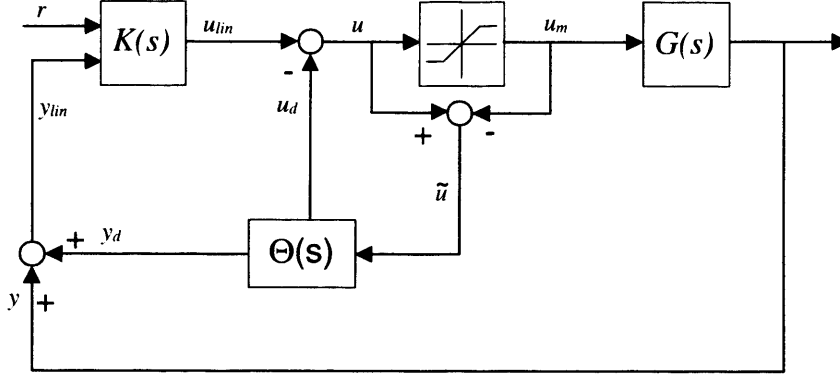 r
K(s)
u_lin
u
u_m
G(s)
-
y_lin
u_d
+
-
ũ
+
y_d
Θ(s)
y
+